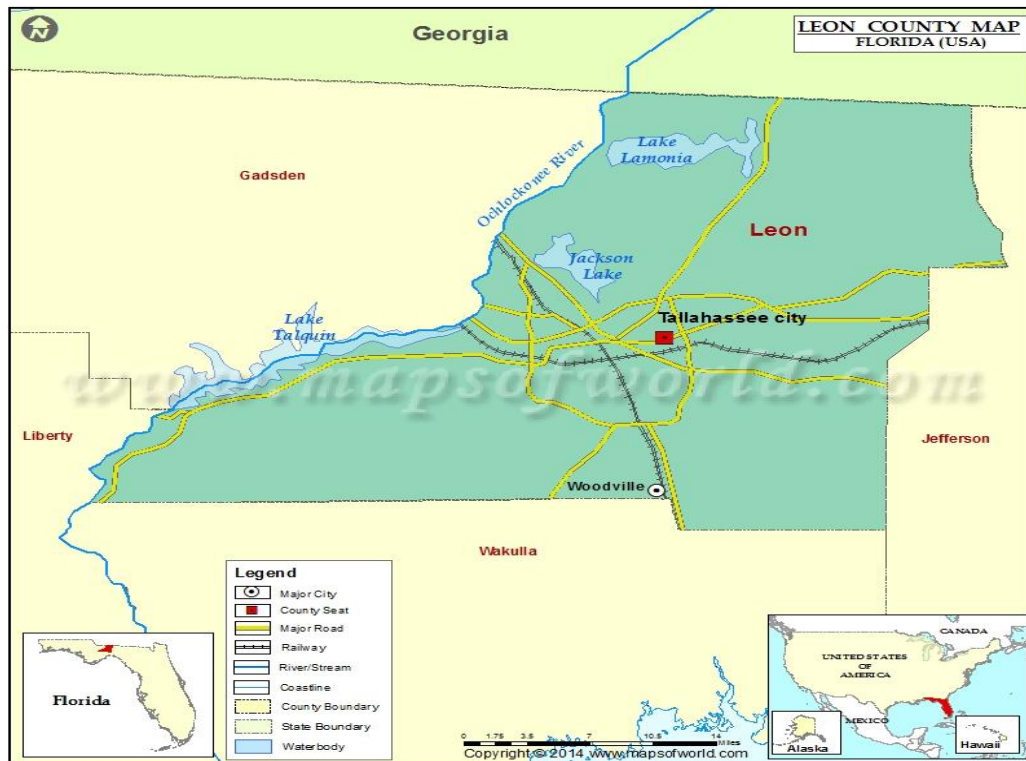 N
Georgia
LEON COUNTY MAP
FLORIDA (USA)
Lake
Lamonia
Ochlockonee River
Gadsden
Leon
Jackson
Lake
Lake
Talquin
Tallahassee city
www.mapsofworld.com
Liberty
Jefferson
Woodville
Wakulla
Legend
Major City
County Seat
Major Road
Railway
River/Stream
Coastline
County Boundary
State Boundary
Waterbody
Florida
CANADA
UNITED STATES
OF
AMERICA
MEXICO
Alaska
Hawaii
0 1.75 3.5 7 10.5 14
Miles
Copyright © 2014 www.mapsofworld.com